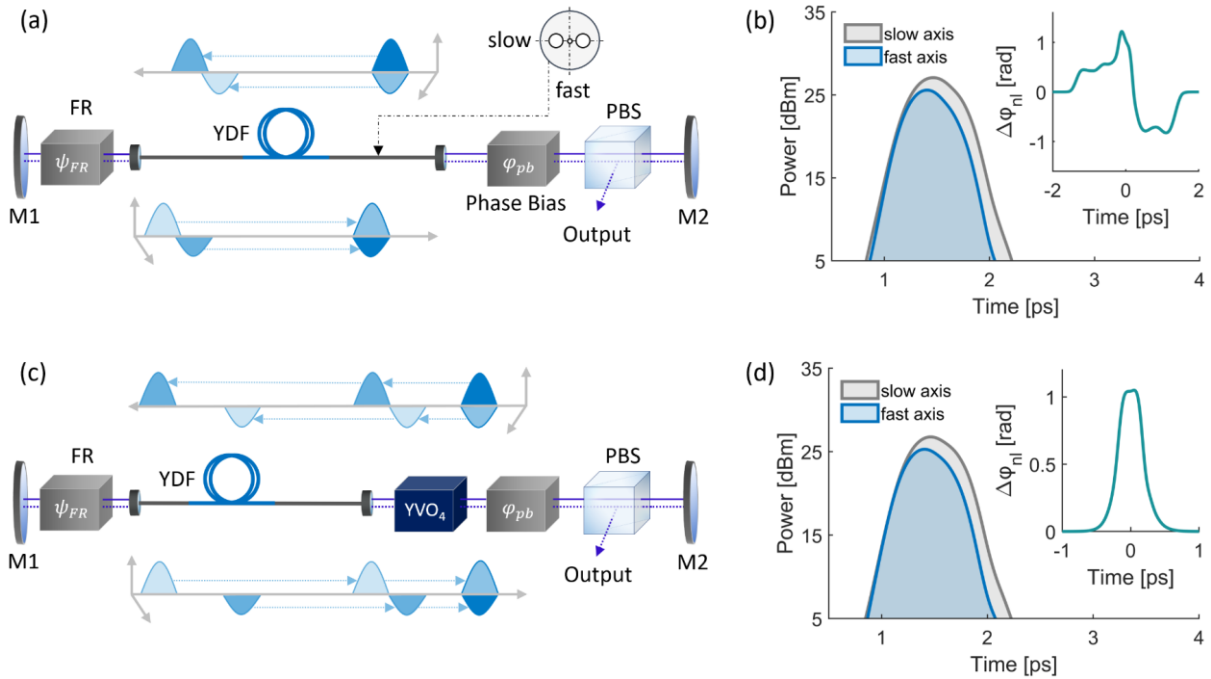 (a)
slow
fast
FR
YDF
PBS
ψ_FR
φ_pb
M1
Phase Bias
Output
M2
(b)
35
25
15
5
Power [dBm]
slow axis
fast axis
1
2
3
4
Time [ps]
Δφ_nl [rad]
1
0
-1
-2
0
2
Time [ps]
(c)
FR
YDF
PBS
ψ_FR
YVO₄
φ_pb
M1
Output
M2
(d)
35
25
15
5
Power [dBm]
slow axis
fast axis
1
2
3
4
Time [ps]
Δφ_nl [rad]
1
0.5
0
-1
0
1
Time [ps]